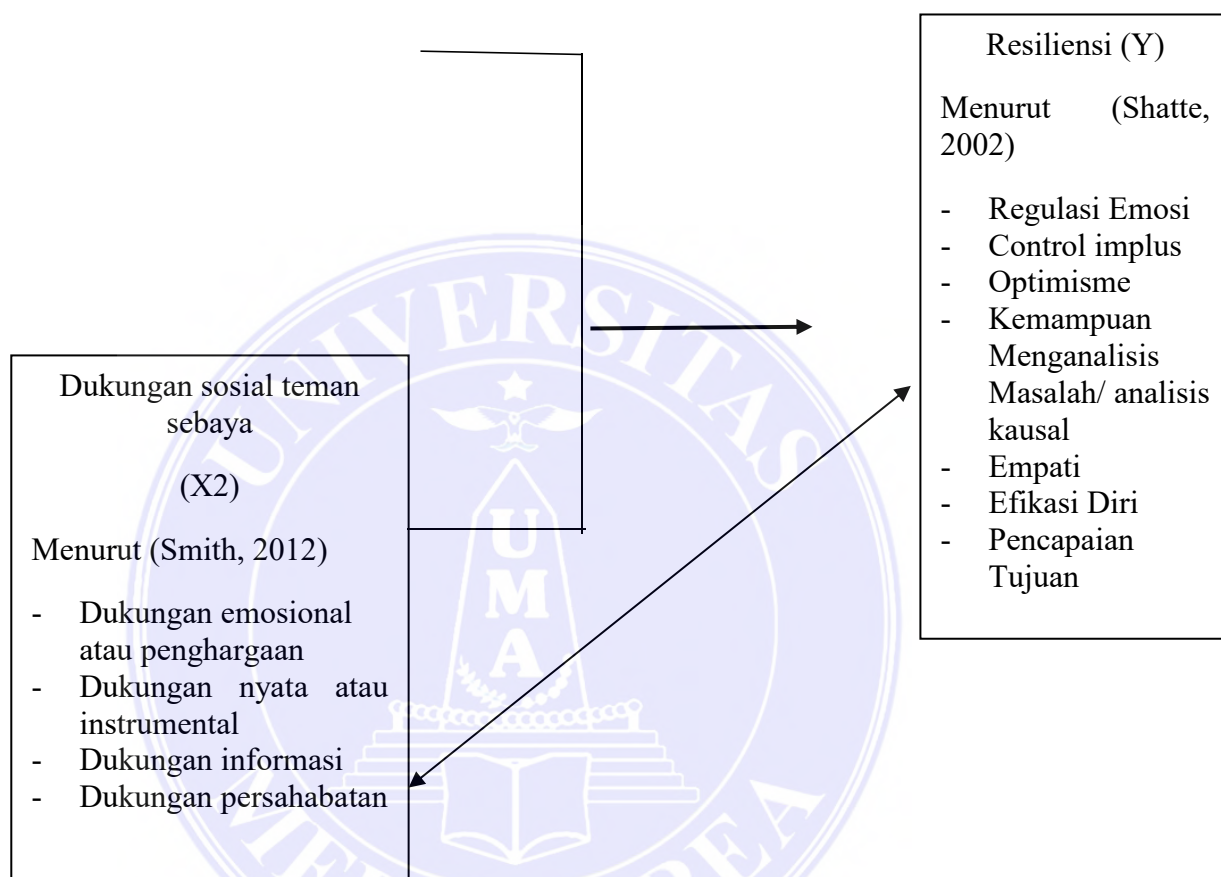 Resiliensi (Y)
Menurut (Shatte,
2002)
- Regulasi Emosi
- Control implus
- Optimisme
- Kemampuan
Menganalisis
Masalah/ analisis
kausal
- Empati
- Efikasi Diri
- Pencapaian
Tujuan
Dukungan sosial teman
sebaya
(X2)
Menurut (Smith, 2012)
- Dukungan emosional
atau penghargaan
- Dukungan nyata atau
instrumental
- Dukungan informasi
- Dukungan persahabatan
UNIVERSITAS
UMA